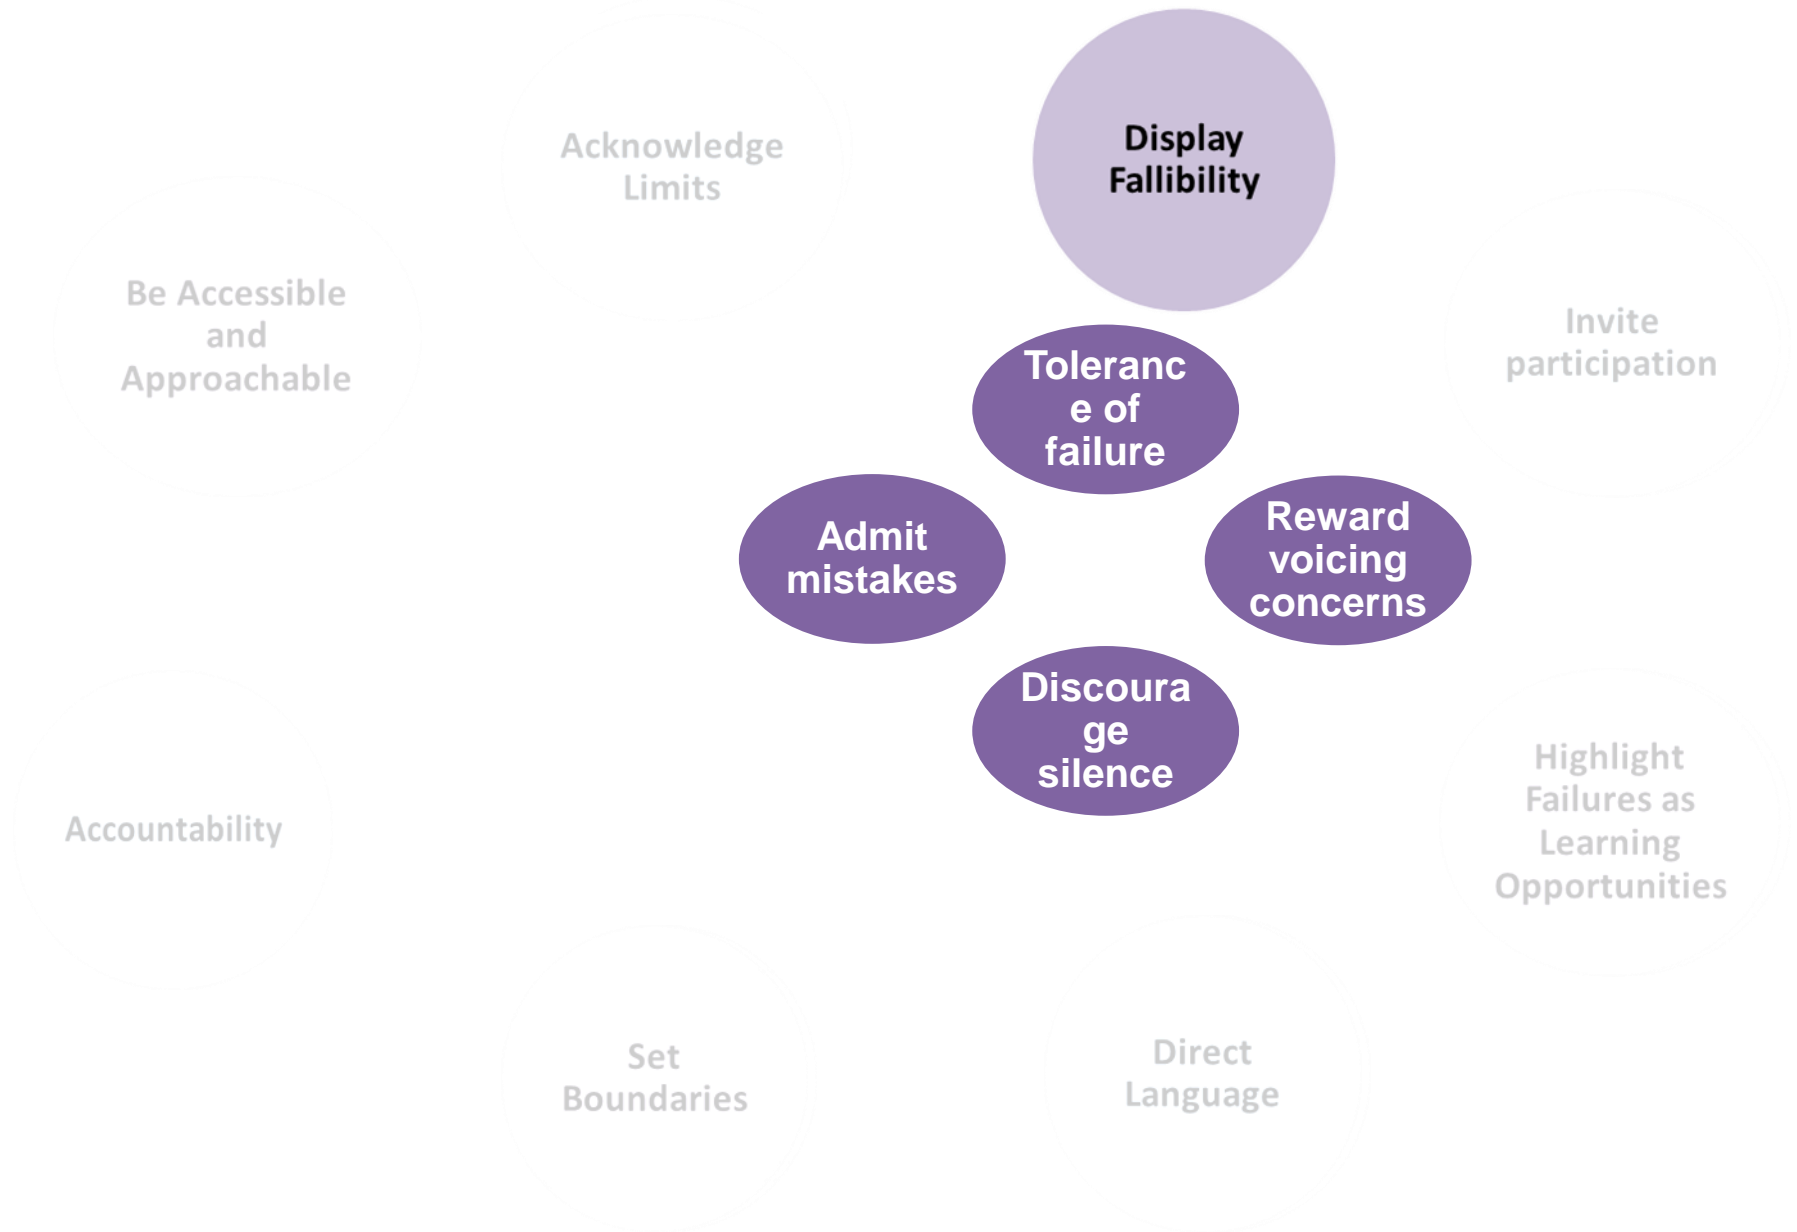 Acknowledge
Limits
Display
Fallibility
Be Accessible
and
Approachable
Invite
participation
Toleranc
e of
failure
Admit
mistakes
Reward
voicing
concerns
Discoura
ge
silence
Accountability
Highlight
Failures as
Learning
Opportunities
Set
Boundaries
Direct
Language